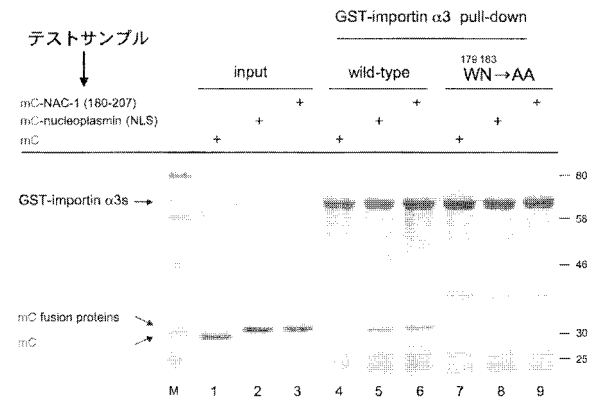 GST-importin α3 pull-down
テストサンプル
input wild-type WN→AA
179 183
mC-NAC-1 (180-207) + + +
mC-nucleoplasmin (NLS) + + +
mC + + +
GST-importin α3s
mC fusion proteins
mC
80
58
46
30
25
M 1 2 3 4 5 6 7 8 9